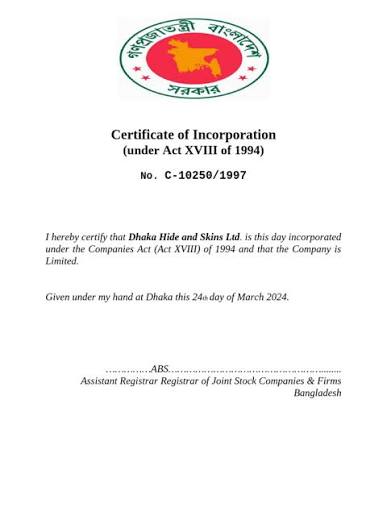 গণপ্রজাতন্ত্রী বাংলাদেশ
সরকার
Certificate of Incorporation
(under Act XVIII of 1994)
No. C-10250/1997
I hereby certify that Dhaka Hide and Skins Ltd. is this day incorporated
under the Companies Act (Act XVIII) of 1994 and that the Company is
Limited.
Given under my hand at Dhaka this 24th day of March 2024.
……………ABS……………………………………………........
Assistant Registrar Registrar of Joint Stock Companies & Firms
Bangladesh